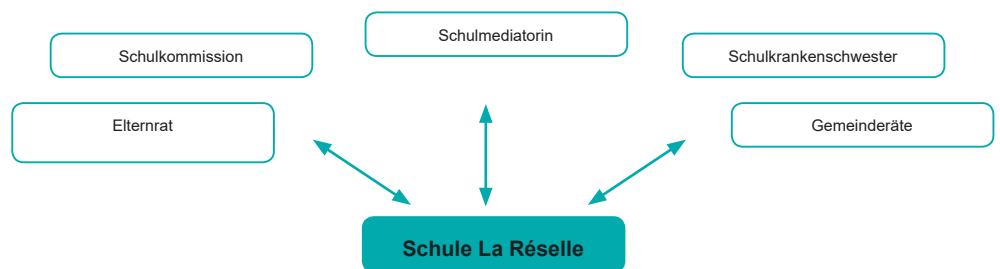 Schulmediatorin
Schulkommission
Schulkrankenschwester
Elternrat
Gemeinderäte
Schule La Réselle